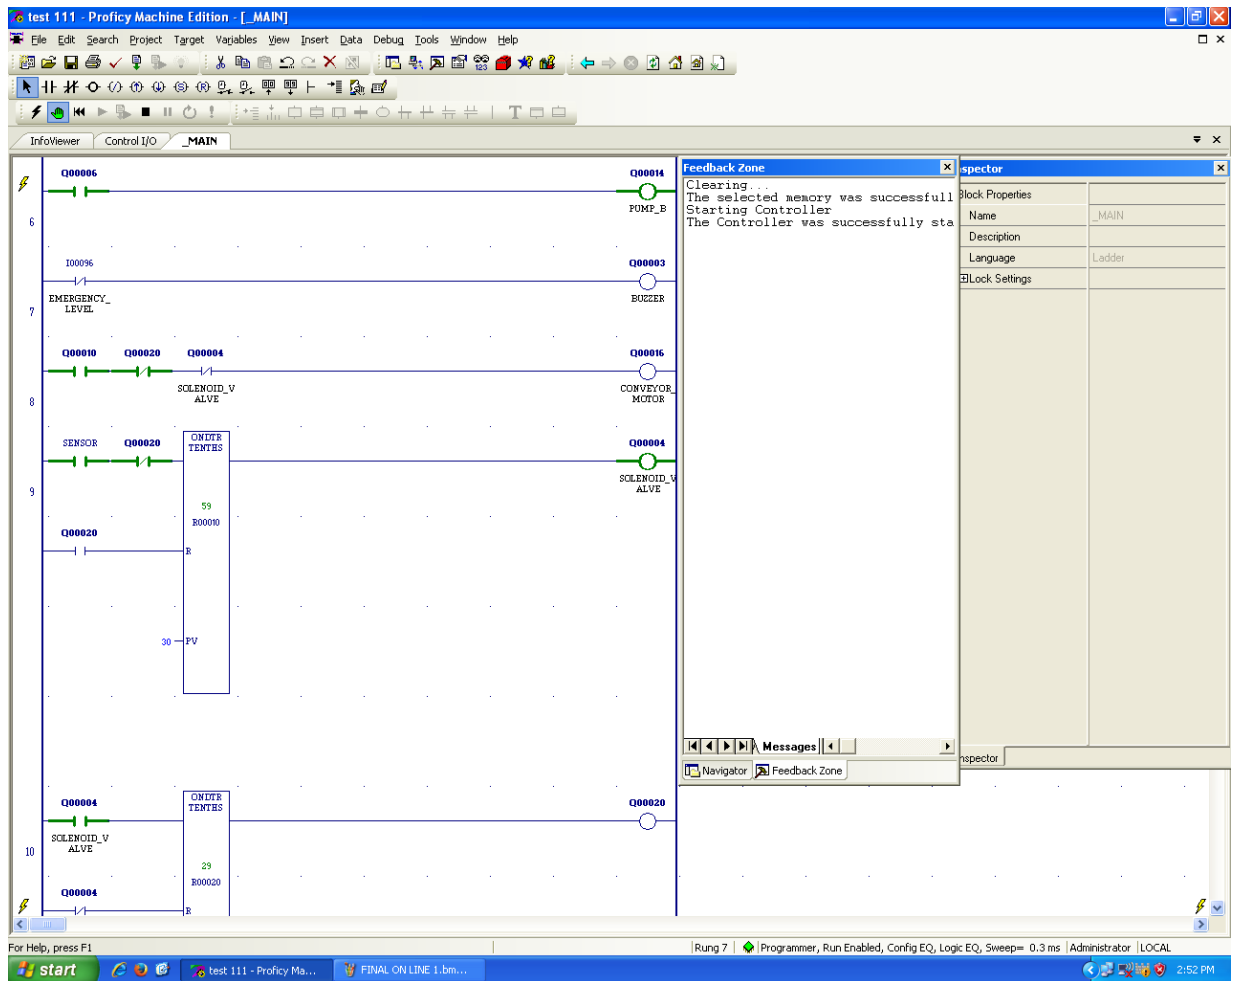 test 111 - Proficy Machine Edition - [_MAIN]
File Edit Search Project Target Variables View Insert Data Debug Tools Window Help
InfoViewer Control I/O _MAIN
Q00006 Q00014
PUMP_B
6
I00096 Q00003
EMERGENCY_
LEVEL
BUZZER
7
Q00010 Q00020 Q00004 Q00016
SOLENOID_V
ALVE
CONVEYOR_
MOTOR
8
SENSOR Q00020 ONDTR
TENTHS
Q00004
SOLENOID_V
ALVE
9
59
R00010
Q00020
R
30 PV
Q00004 ONDTR
TENTHS
Q00020
SOLENOID_V
ALVE
10
29
R00020
Q00004
R
Feedback Zone
Clearing...
The selected memory was successfull
Starting Controller
The Controller was successfully sta
Messages
Navigator Feedback Zone
spector
Block Properties
Name _MAIN
Description
Language Ladder
Lock Settings
nspector
For Help, press F1
Rung 7 Programmer, Run Enabled, Config EQ, Logic EQ, Sweep= 0.3 ms Administrator LOCAL
start test 111 - Proficy Ma... FINAL ON LINE 1.bm... 2:52 PM